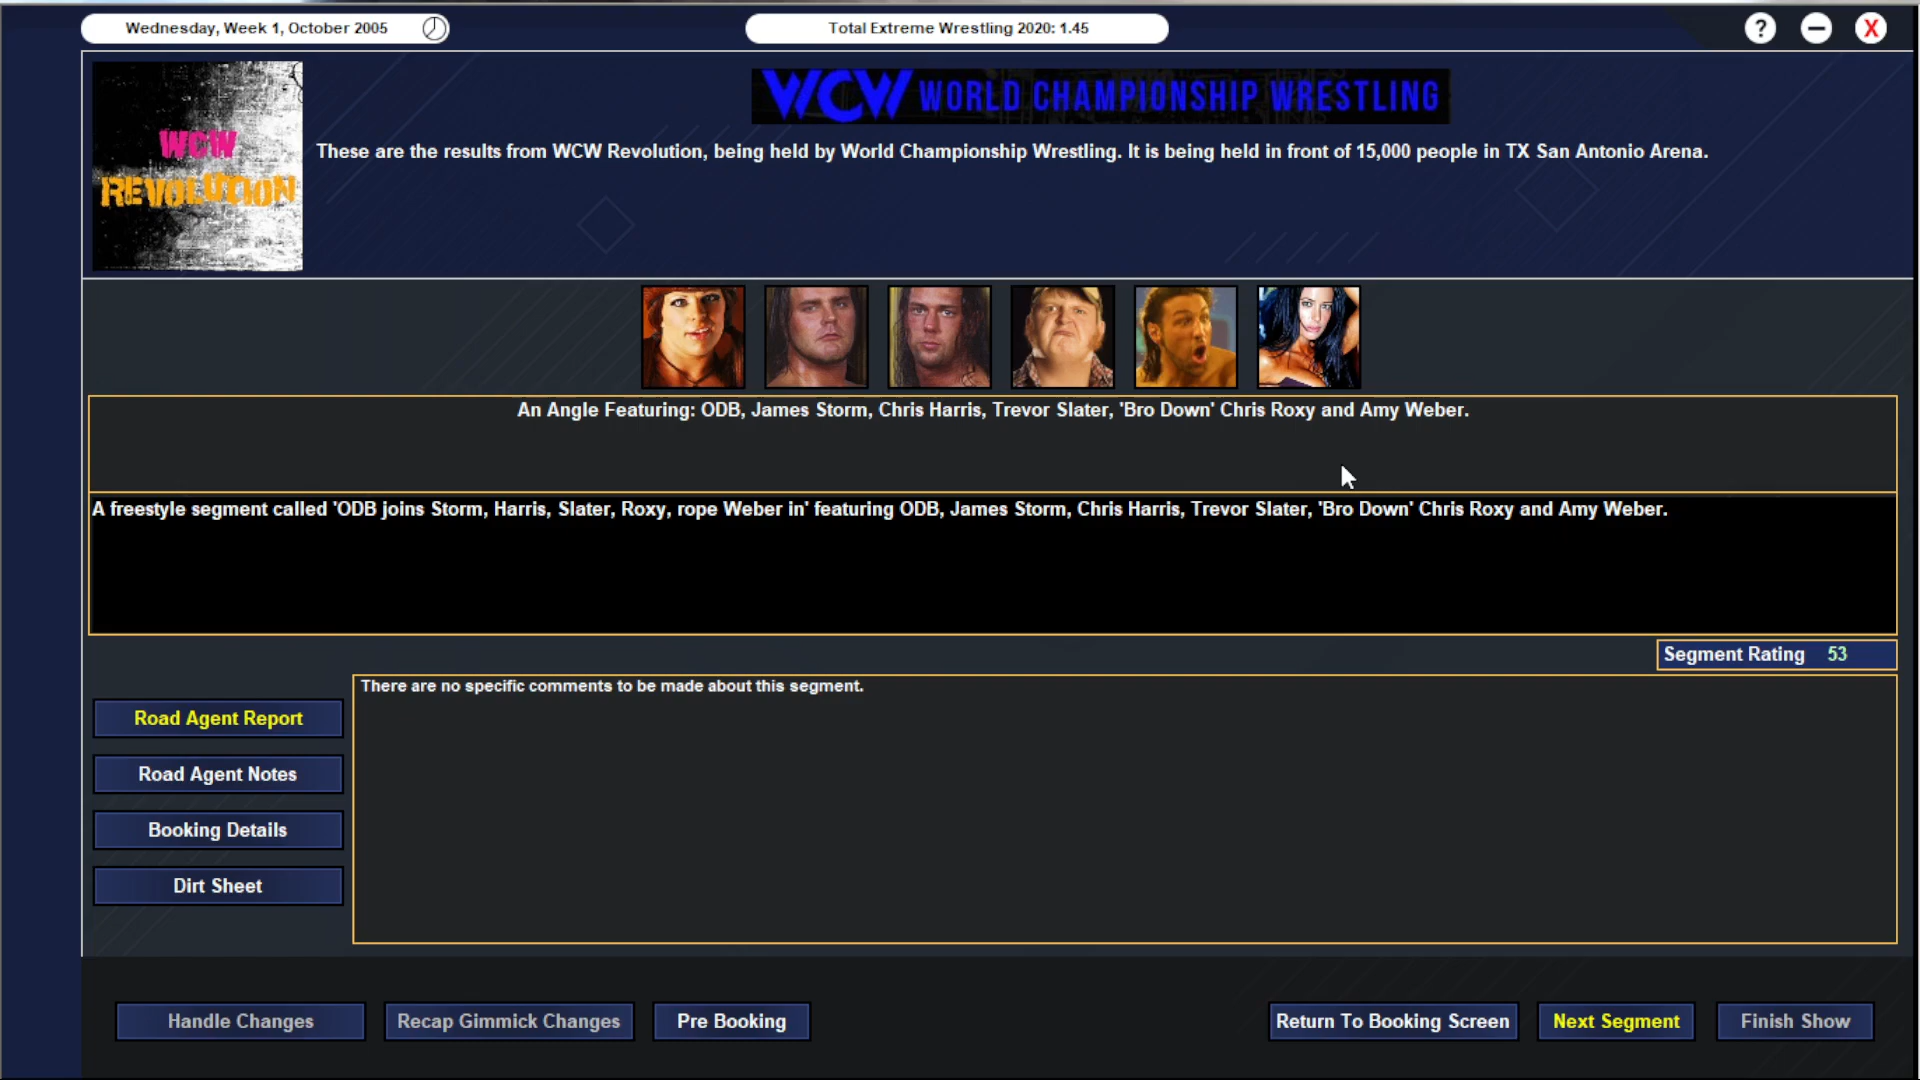 Wednesday, Week 1, October 2005
Total Extreme Wrestling 2020: 1.45
?
X
WCW
REVOLUTION
WCW WORLD CHAMPIONSHIP WRESTLING
These are the results from WCW Revolution, being held by World Championship Wrestling. It is being held in front of 15,000 people in TX San Antonio Arena.
An Angle Featuring: ODB, James Storm, Chris Harris, Trevor Slater, 'Bro Down' Chris Roxy and Amy Weber.
A freestyle segment called 'ODB joins Storm, Harris, Slater, Roxy, rope Weber in' featuring ODB, James Storm, Chris Harris, Trevor Slater, 'Bro Down' Chris Roxy and Amy Weber.
Segment Rating 53
There are no specific comments to be made about this segment.
Road Agent Report
Road Agent Notes
Booking Details
Dirt Sheet
Handle Changes
Recap Gimmick Changes
Pre Booking
Return To Booking Screen
Next Segment
Finish Show